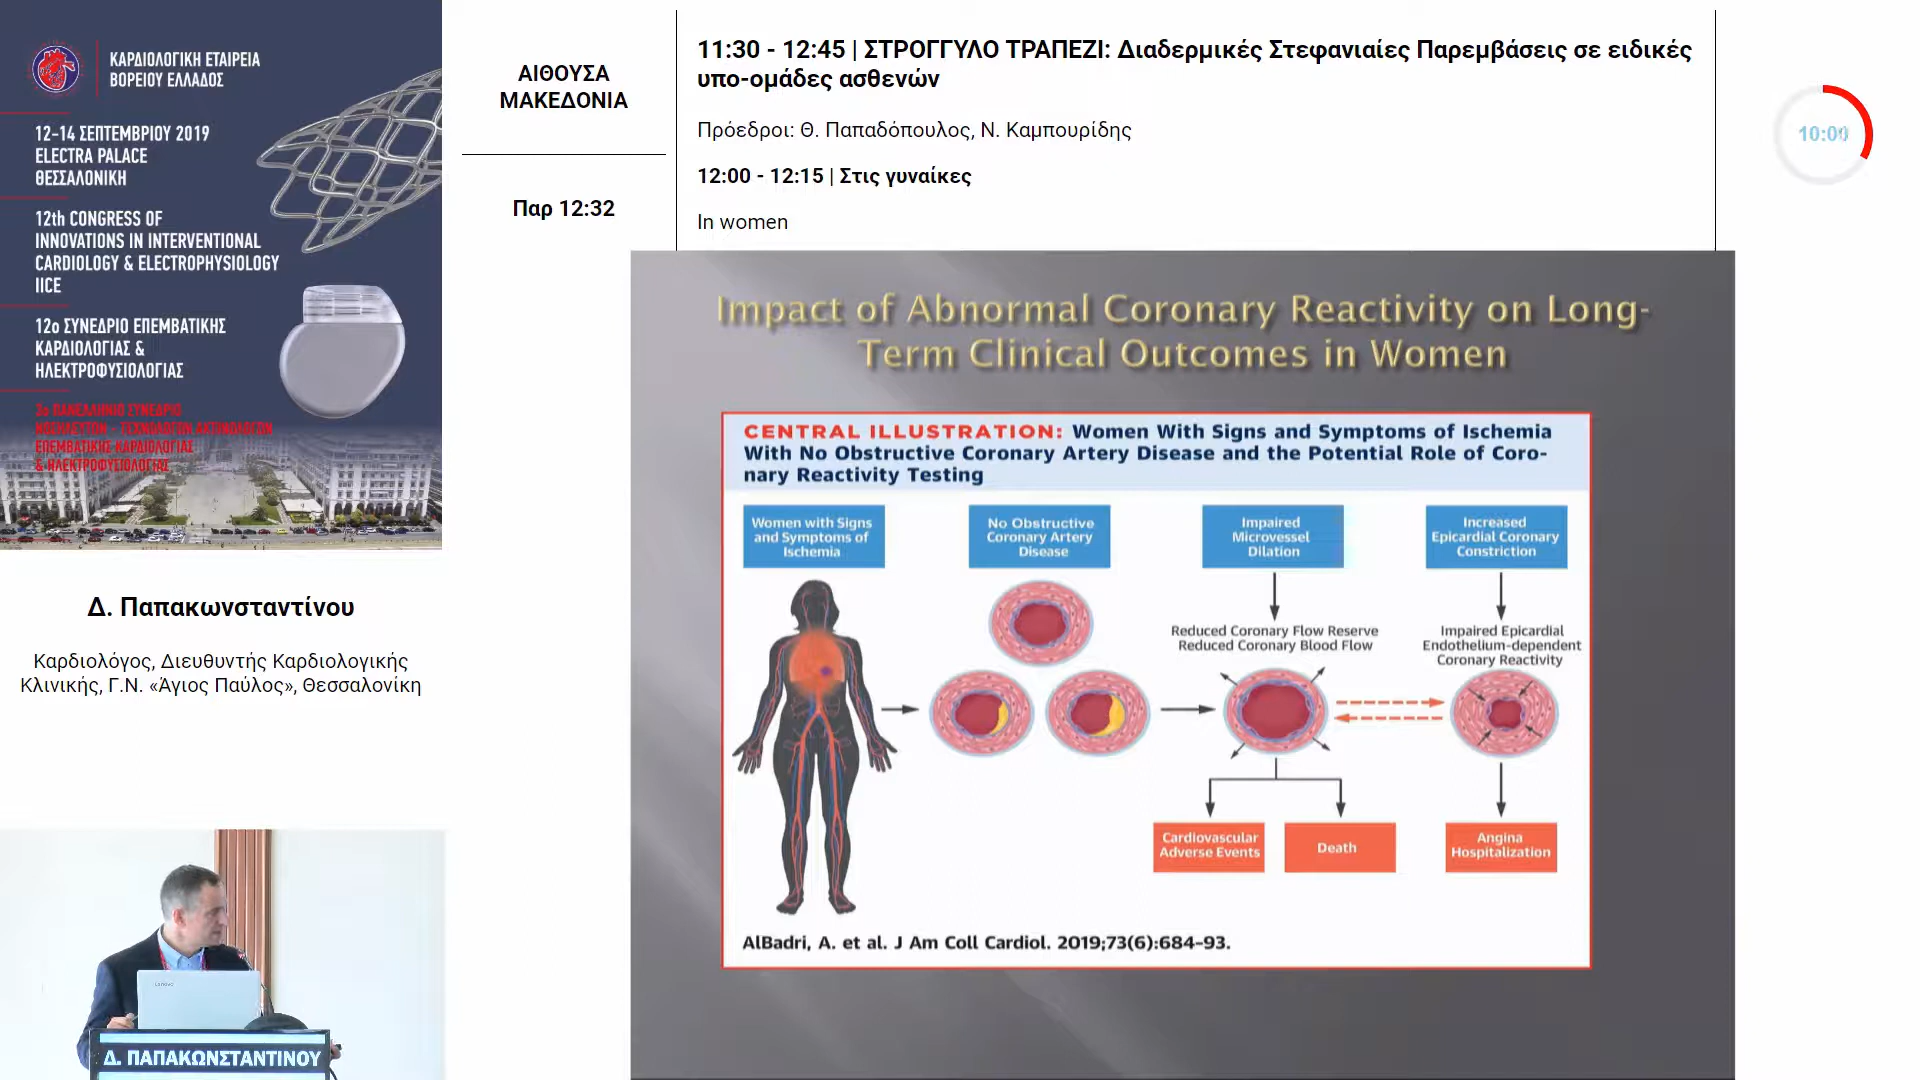 ΚΑΡΔΙΟΛΟΓΙΚΗ ΕΤΑΙΡΕΙΑ
ΒΟΡΕΙΟΥ ΕΛΛΑΔΟΣ
12-14 ΣΕΠΤΕΜΒΡΙΟΥ 2019
ELECTRA PALACE
ΘΕΣΣΑΛΟΝΙΚΗ
12th CONGRESS OF
INNOVATIONS IN INTERVENTIONAL
CARDIOLOGY & ELECTROPHYSIOLOGY
IICE
12ο ΣΥΝΕΔΡΙΟ ΕΠΕΜΒΑΤΙΚΗΣ
ΚΑΡΔΙΟΛΟΓΙΑΣ &
ΗΛΕΚΤΡΟΦΥΣΙΟΛΟΓΙΑΣ
3ο ΠΑΝΕΛΛΗΝΙΟ ΣΥΝΕΔΡΙΟ
ΝΟΣΗΛΕΥΤΩΝ - ΤΕΧΝΟΛΟΓΩΝ ΑΚΤΙΝΟΛΟΓΩΝ
ΕΠΕΜΒΑΤΙΚΗΣ ΚΑΡΔΙΟΛΟΓΙΑΣ
& ΗΛΕΚΤΡΟΦΥΣΙΟΛΟΓΙΑΣ
ΑΙΘΟΥΣΑ
ΜΑΚΕΔΟΝΙΑ
Παρ 12:32
11:30 - 12:45 | ΣΤΡΟΓΓΥΛΟ ΤΡΑΠΕΖΙ: Διαδερμικές Στεφανιαίες Παρεμβάσεις σε ειδικές
υπο-ομάδες ασθενών
Πρόεδροι: Θ. Παπαδόπουλος, Ν. Καμπουρίδης
12:00 - 12:15 | Στις γυναίκες
In women
10:00
Δ. Παπακωνσταντίνου
Καρδιολόγος, Διευθυντής Καρδιολογικής
Κλινικής, Γ.Ν. «Άγιος Παύλος», Θεσσαλονίκη
Lenovo
Δ. ΠΑΠΑΚΩΝΣΤΑΝΤΙΝΟΥ
Impact of Abnormal Coronary Reactivity on Long-
Term Clinical Outcomes in Women
CENTRAL ILLUSTRATION: Women With Signs and Symptoms of Ischemia
With No Obstructive Coronary Artery Disease and the Potential Role of Coro-
nary Reactivity Testing
Women with Signs
and Symptoms of
Ischemia
No Obstructive
Coronary Artery
Disease
Impaired
Microvessel
Dilation
Increased
Epicardial Coronary
Constriction
Reduced Coronary Flow Reserve
Reduced Coronary Blood Flow
Impaired Epicardial
Endothelium-dependent
Coronary Reactivity
Cardiovascular
Adverse Events
Death
Angina
Hospitalization
AlBadri, A. et al. J Am Coll Cardiol. 2019;73(6):684-93.